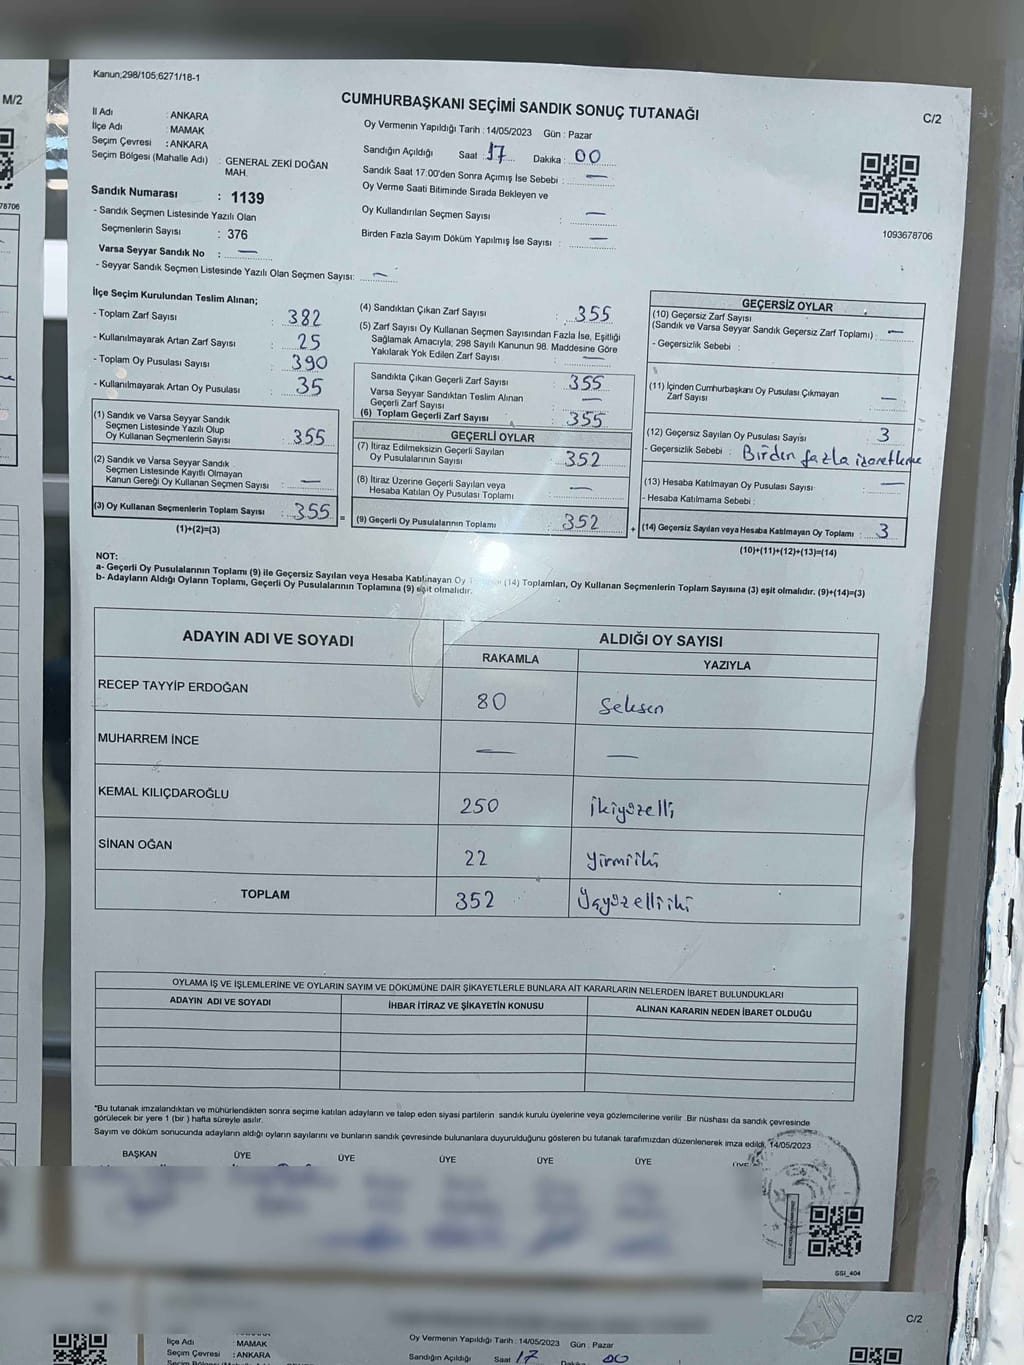 M/2
78706
Kanun;298/105;6271/18-1
CUMHURBAŞKANI SEÇİMİ SANDIK SONUÇ TUTANAĞI
C/2
İl Adı : ANKARA
İlçe Adı : MAMAK
Seçim Çevresi : ANKARA
Seçim Bölgesi (Mahalle Adı) : GENERAL ZEKİ DOĞAN
MAH.
Sandık Numarası : 1139
- Sandık Seçmen Listesinde Yazılı Olan
Seçmenlerin Sayısı : 376
Varsa Seyyar Sandık No : —
- Seyyar Sandık Seçmen Listesinde Yazılı Olan Seçmen Sayısı: —
Oy Vermenin Yapıldığı Tarih : 14/05/2023 Gün : Pazar
Sandığın Açıldığı Saat : 17 Dakika : 00
Sandık Saat 17.00'den Sonra Açımış İse Sebebi : —
Oy Verme Saati Bitiminde Sırada Bekleyen ve
Oy Kullandırılan Seçmen Sayısı : —
Birden Fazla Sayım Döküm Yapılmış İse Sayısı : —
1093678706
İlçe Seçim Kurulundan Teslim Alınan;
- Toplam Zarf Sayısı : 382
- Kullanılmayarak Artan Zarf Sayısı : 25
- Toplam Oy Pusulası Sayısı : 390
- Kullanılmayarak Artan Oy Pusulası : 35
(1) Sandık ve Varsa Seyyar Sandık
Seçmen Listesinde Yazılı Olup
Oy Kullanan Seçmenlerin Sayısı : 355
(2) Sandık ve Varsa Seyyar Sandık
Seçmen Listesinde Kayıtlı Olmayan
Kanun Gereği Oy Kullanan Seçmen Sayısı : —
(3) Oy Kullanan Seçmenlerin Toplam Sayısı : 355 =
(1)+(2)=(3)
(4) Sandıktan Çıkan Zarf Sayısı : 355
(5) Zarf Sayısı Oy Kullanan Seçmen Sayısından Fazla İse, Eşitliği
Sağlamak Amacıyla; 298 Sayılı Kanunun 98. Maddesine Göre
Yakılarak Yok Edilen Zarf Sayısı : —
Sandıkta Çıkan Geçerli Zarf Sayısı : 355
Varsa Seyyar Sandıktan Teslim Alınan
Geçerli Zarf Sayısı : —
(6) Toplam Geçerli Zarf Sayısı : 355
GEÇERLİ OYLAR
(7) İtiraz Edilmeksizin Geçerli Sayılan
Oy Pusulalarının Sayısı : 352
(8) İtiraz Üzerine Geçerli Sayılan veya
Hesaba Katılan Oy Pusulası Toplamı : —
(9) Geçerli Oy Pusulalarının Toplamı : 352 +
GEÇERSİZ OYLAR
(10) Geçersiz Zarf Sayısı
(Sandık ve Varsa Seyyar Sandık Geçersiz Zarf Toplamı) : —
- Geçersizlik Sebebi :
(11) İçinden Cumhurbaşkanı Oy Pusulası Çıkmayan
Zarf Sayısı : —
(12) Geçersiz Sayılan Oy Pusulası Sayısı : 3
- Geçersizlik Sebebi : Birden fazla işaretleme
(13) Hesaba Katılmayan Oy Pusulası Sayısı : —
- Hesaba Katılmama Sebebi :
(14) Geçersiz Sayılan veya Hesaba Katılmayan Oy Toplamı : 3
(10)+(11)+(12)+(13)=(14)
NOT:
a- Geçerli Oy Pusulalarının Toplamı (9) ile Geçersiz Sayılan veya Hesaba Katılmayan Oy (14) Toplamları, Oy Kullanan Seçmenlerin Toplam Sayısına (3) eşit olmalıdır. (9)+(14)=(3)
b- Adayların Aldığı Oyların Toplamı, Geçerli Oy Pusulalarının Toplamına (9) eşit olmalıdır.
ADAYIN ADI VE SOYADI ALDIĞI OY SAYISI
RAKAMLA YAZIYLA
RECEP TAYYİP ERDOĞAN 80 Seksen
MUHARREM İNCE — —
KEMAL KILIÇDAROĞLU 250 İkiyüzelli
SİNAN OĞAN 22 Yirmiiki
TOPLAM 352 Üçyüzelliiki
OYLAMA İŞ VE İŞLEMLERİNE VE OYLARIN SAYIM VE DÖKÜMÜNE DAİR ŞİKAYETLERLE BUNLARA AİT KARARLARIN NELERDEN İBARET BULUNDUKLARI
ADAYIN ADI VE SOYADI İHBAR İTİRAZ VE ŞİKAYETİN KONUSU ALINAN KARARIN NEDEN İBARET OLDUĞU
"Bu tutanak imzalandıktan ve mühürlendikten sonra seçime katılan adayların ve talep eden siyasi partilerin sandık kurulu üyelerine veya gözlemcilerine verilir. Bir nüshası da sandık çevresinde
görülecek bir yere 1 (bir) hafta süreyle asılır.
Sayım ve döküm sonucunda adayların aldığı oyların sayılarını ve bunların sandık çevresinde bulunanlara duyurulduğunu gösteren bu tutanak tarafımızdan düzenlenerek imza edildi. 14/05/2023
BAŞKAN ÜYE ÜYE ÜYE ÜYE ÜYE ÜYE
SSI_404
C/2
İlçe Adı : MAMAK
Seçim Çevresi : ANKARA
Oy Vermenin Yapıldığı Tarih : 14/05/2023 Gün : Pazar
Sandığın Açıldığı Saat : 17 Dakika : 00